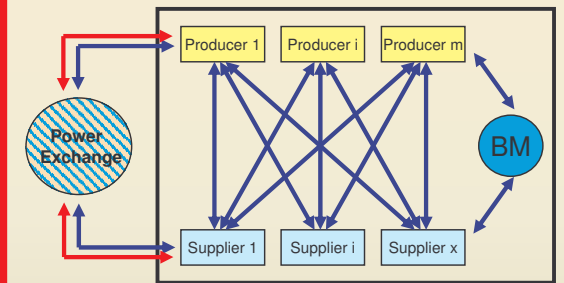 Producer 1
Producer i
Producer m
Power
Exchange
BM
Supplier 1
Supplier i
Supplier x